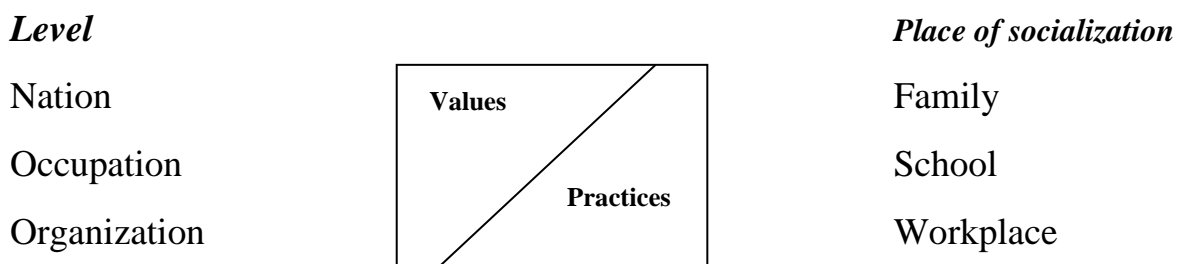 Level Place of socialization
Nation Values Family
Occupation School
Practices
Organization Workplace